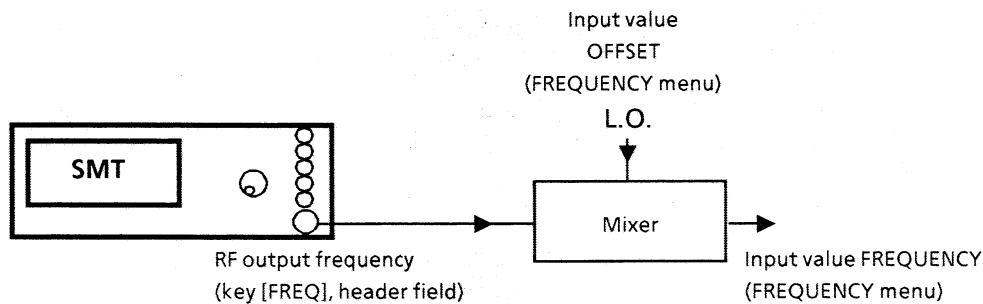 Input value
OFFSET
(FREQUENCY menu)
L.O.
SMT
Mixer
RF output frequency
(key [FREQ], header field)
Input value FREQUENCY
(FREQUENCY menu)